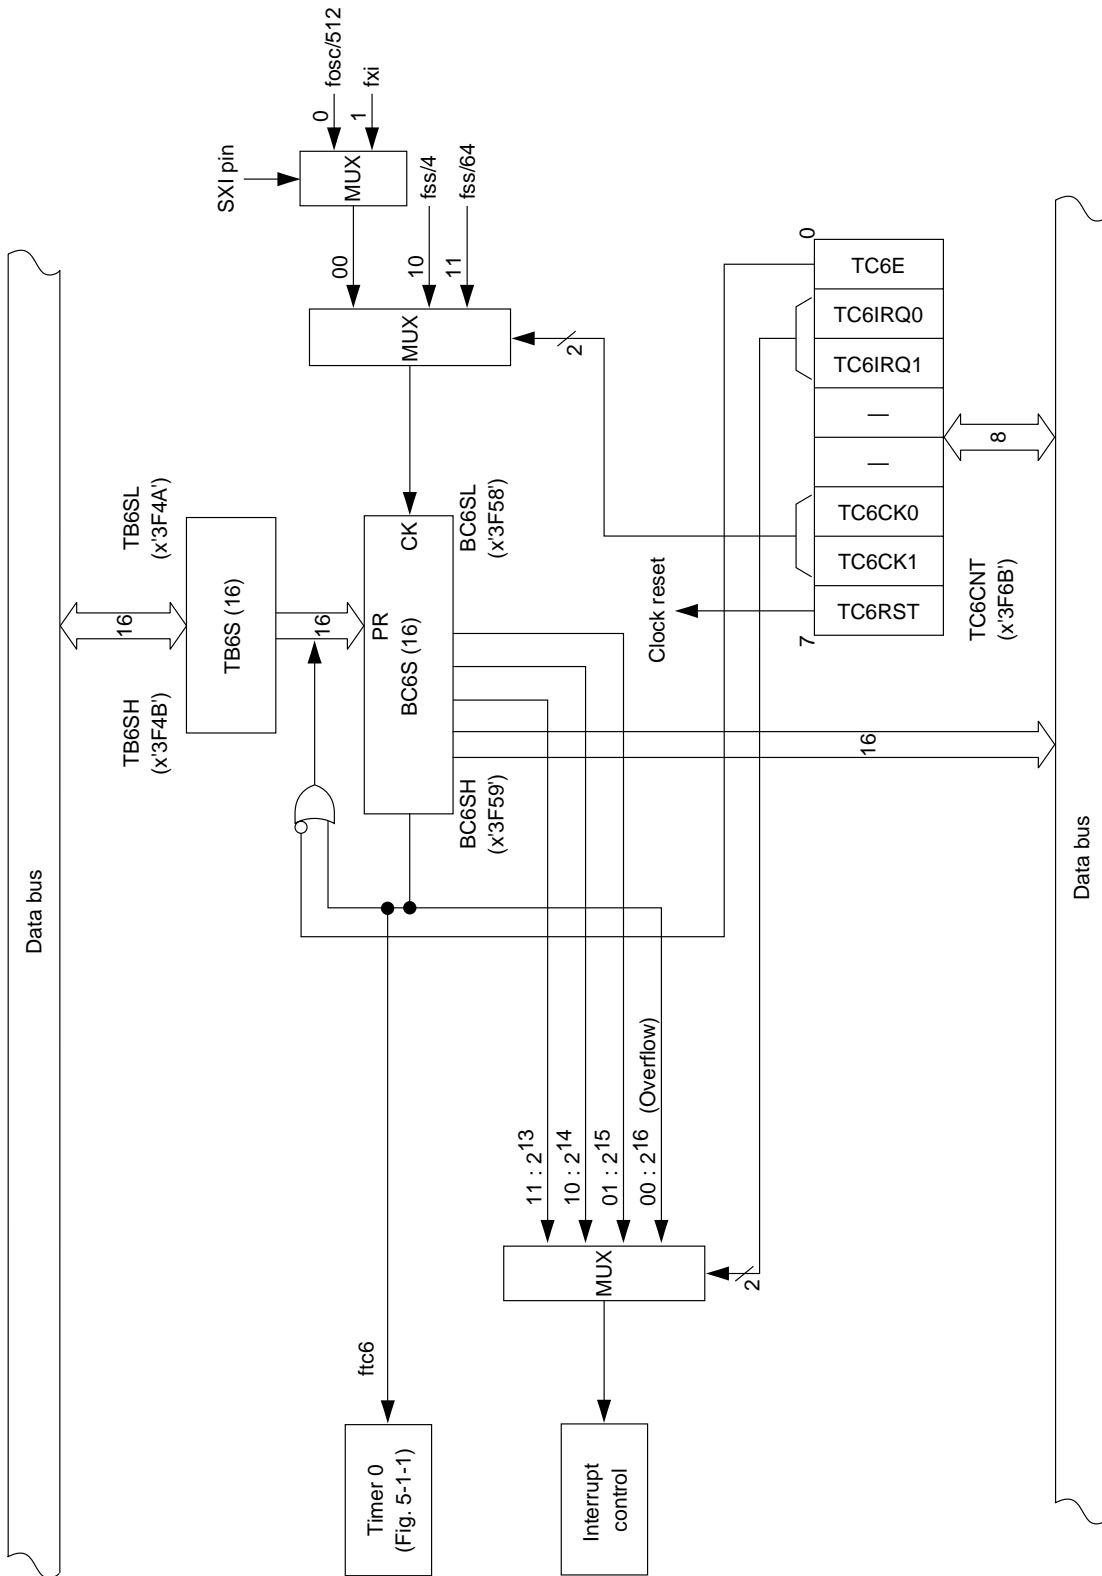 Data bus
TB6SH
(x'3F4B')
TB6SL
(x'3F4A')
16
TB6S (16)
16
SXI pin
0
fosc/512
1
fxi
MUX
00
10
fss/4
11
fss/64
MUX
ftc6
Timer 0
(Fig. 5-1-1)
PR
BC6S (16)
CK
BC6SH
(x'3F59')
BC6SL
(x'3F58')
2
11 : 2^13
10 : 2^14
01 : 2^15
00 : 2^16
(Overflow)
MUX
Interrupt
control
2
Clock reset
16
7
0
TC6RST
TC6CK1
TC6CK0
—
—
TC6IRQ1
TC6IRQ0
TC6E
TC6CNT
(x'3F6B')
8
Data bus